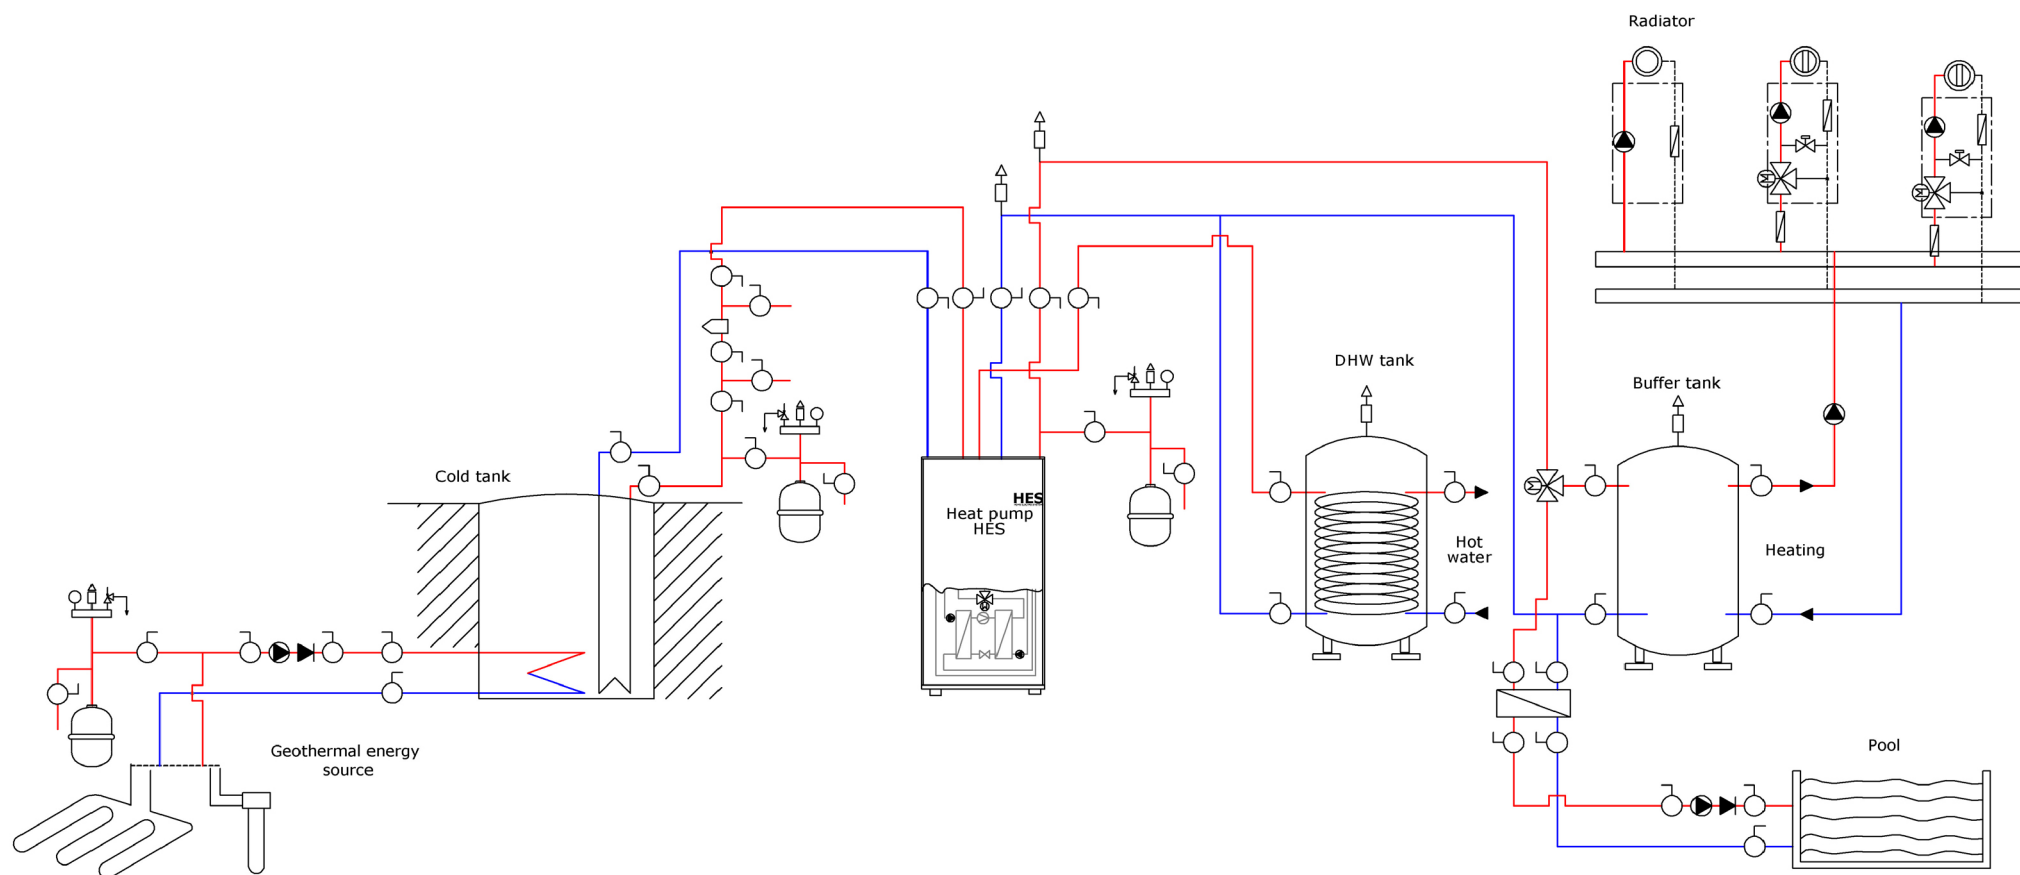 Radiator
DHW tank
Buffer tank
Cold tank
HES
Heat pump
HES
Hot
water
Heating
Geothermal energy
source
Pool